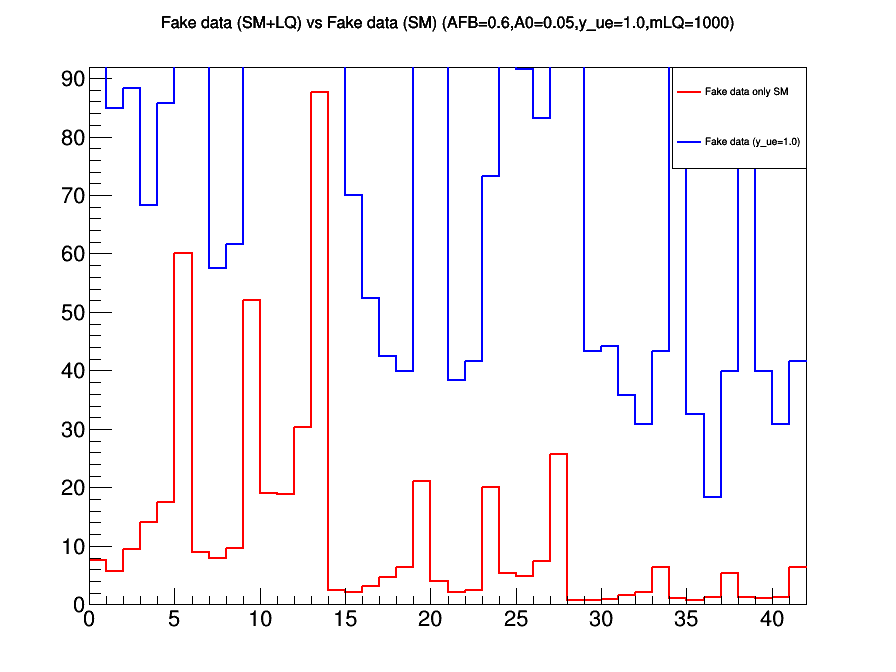 Fake data (SM+LQ) vs Fake data (SM) (AFB=0.6,A0=0.05,y_ue=1.0,mLQ=1000)
90
Fake data only SM
80
Fake data (y_ue=1.0)
70
60
50
40
30
20
10
0
0 5 10 15 20 25 30 35 40